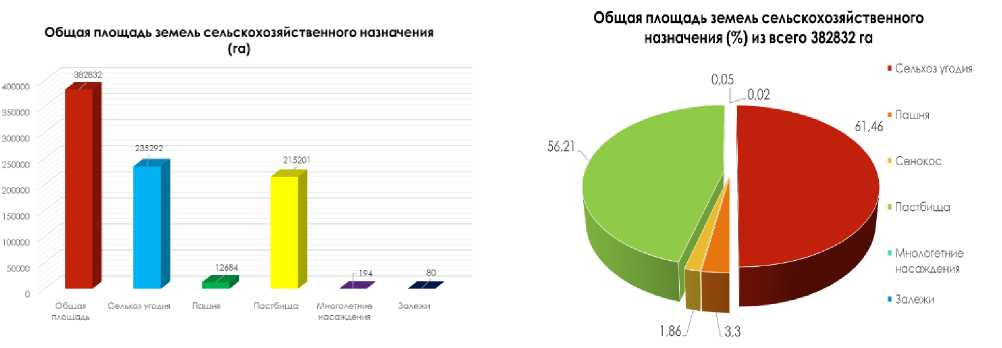 Общая площадь земель сельскохозяйственного назначения
(га)
400000
350000
300000
250000
200000
150000
100000
50000
0
382832
235292
12684
215201
194
80
Общая
площадь
Сельхоз угодия
Пашня
Пастбища
Многолетние
насаждения
Залежи
Общая площадь земель сельскохозяйственного
назначения (%) из всего 382832 га
0,05
0,02
61,46
56,21
1,86
3,3
Сельхоз угодия
Пашня
Сенокос
Пастбища
Многолетние
насаждения
Залежи